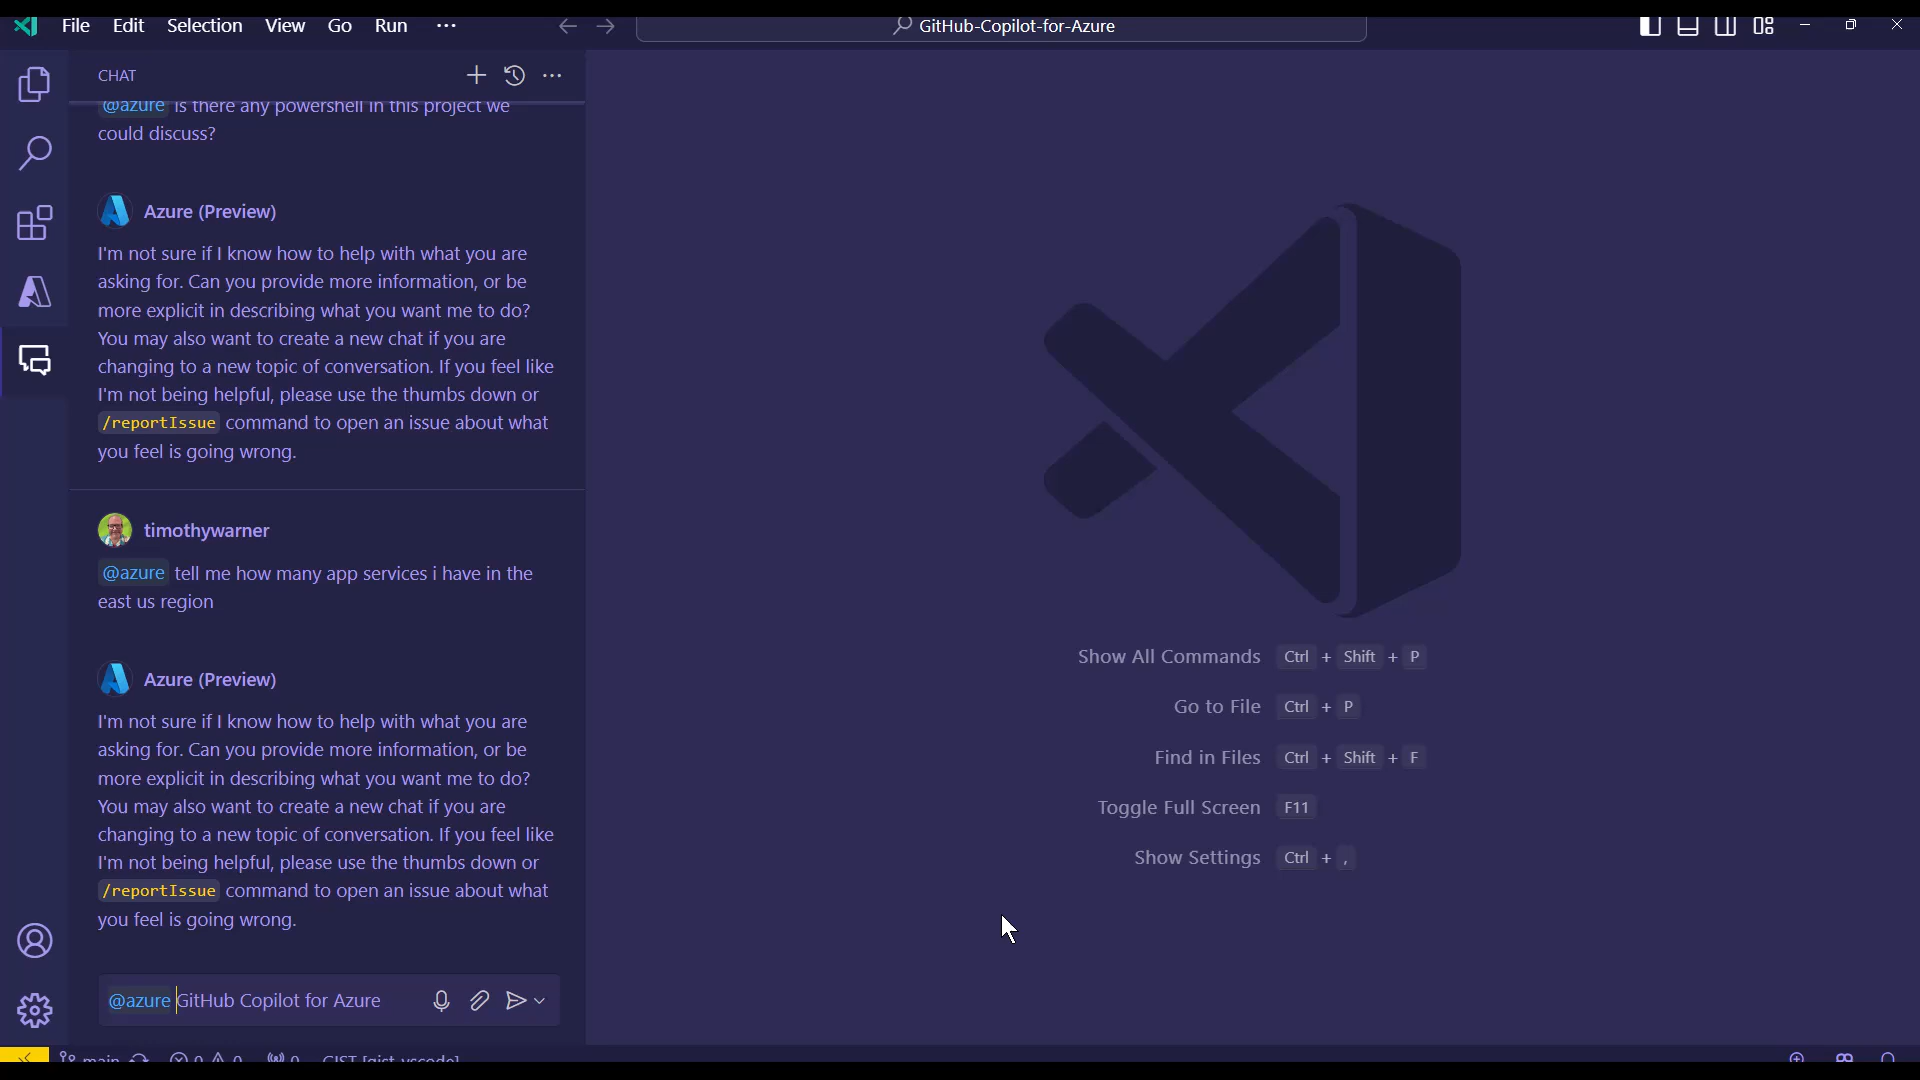 File Edit Selection View Go Run ···
GitHub-Copilot-for-Azure
CHAT
@azure is there any powershell in this project we
could discuss?
Azure (Preview)
I'm not sure if I know how to help with what you are
asking for. Can you provide more information, or be
more explicit in describing what you want me to do?
You may also want to create a new chat if you are
changing to a new topic of conversation. If you feel like
I'm not being helpful, please use the thumbs down or
/reportIssue command to open an issue about what
you feel is going wrong.
timothywarner
@azure tell me how many app services i have in the
east us region
Azure (Preview)
I'm not sure if I know how to help with what you are
asking for. Can you provide more information, or be
more explicit in describing what you want me to do?
You may also want to create a new chat if you are
changing to a new topic of conversation. If you feel like
I'm not being helpful, please use the thumbs down or
/reportIssue command to open an issue about what
you feel is going wrong.
@azure GitHub Copilot for Azure
Show All Commands Ctrl + Shift + P
Go to File Ctrl + P
Find in Files Ctrl + Shift + F
Toggle Full Screen F11
Show Settings Ctrl + ,
main 0 0 0 GIST [gist-vscode]